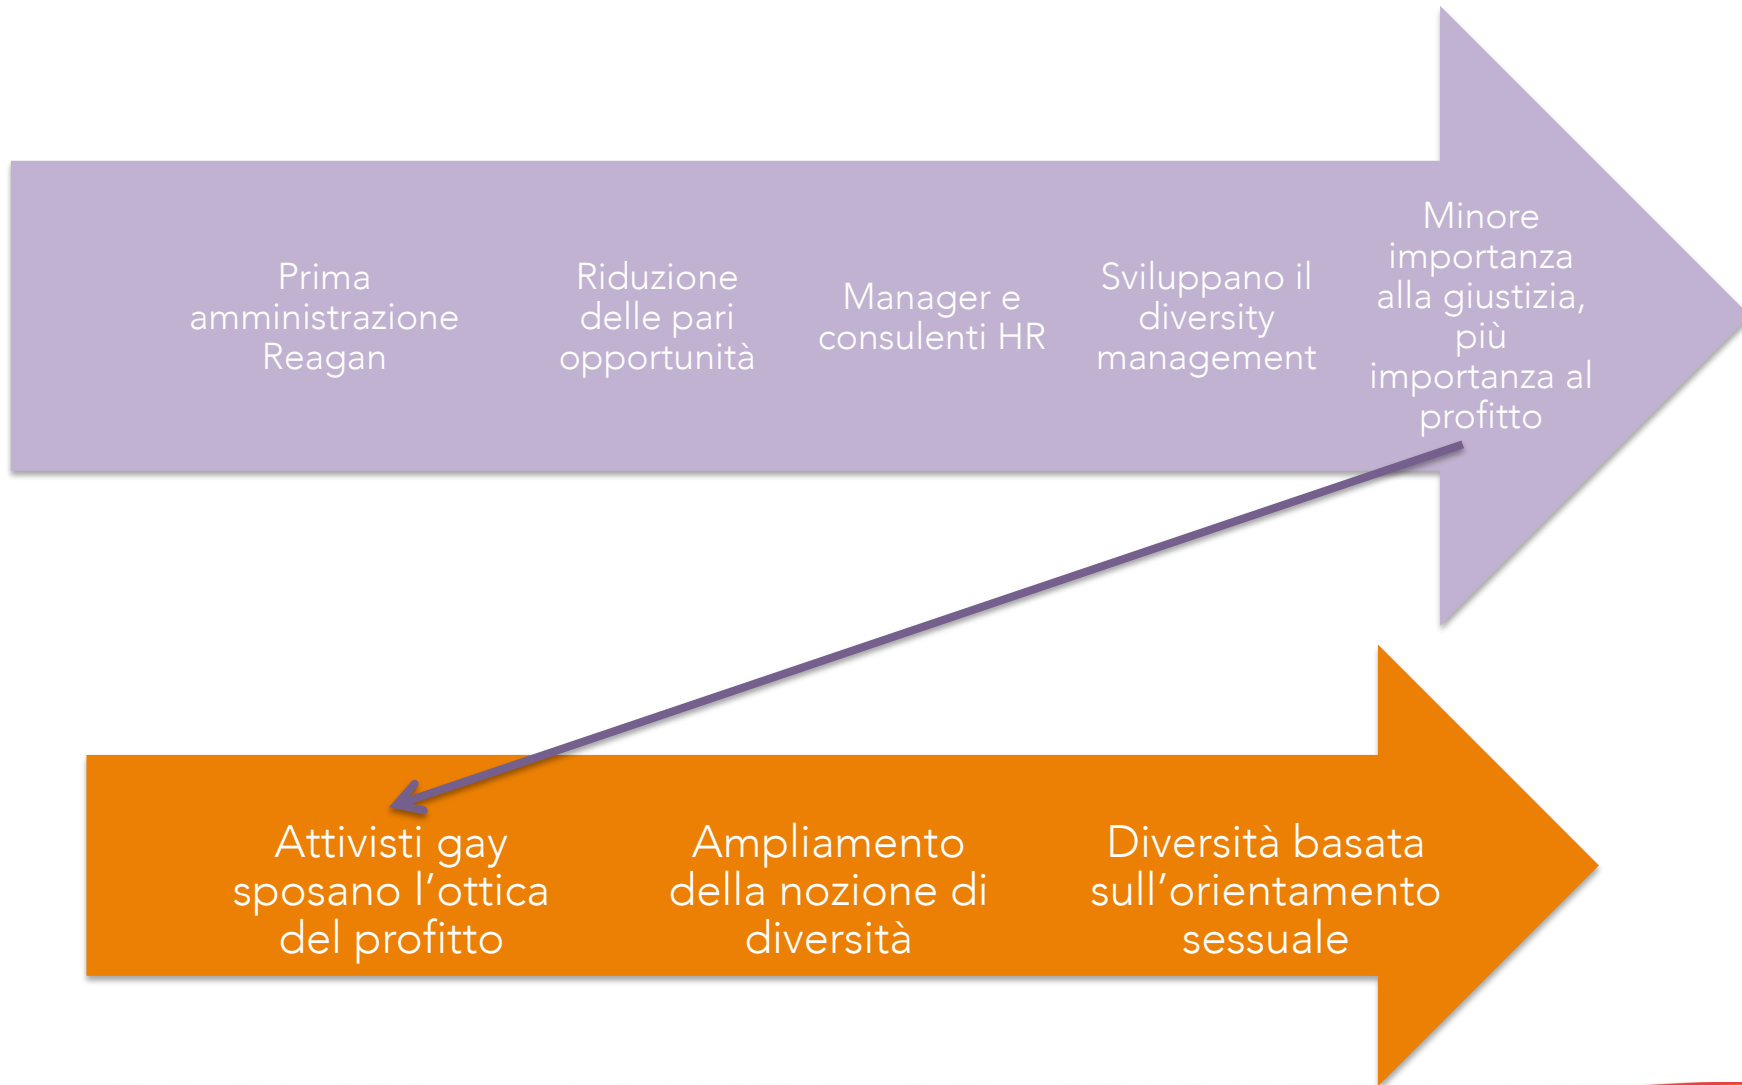 Prima
amministrazione
Reagan
Riduzione
delle pari
opportunità
Manager e
consulenti HR
Sviluppano il
diversity
management
Minore
importanza
alla giustizia,
più
importanza al
profitto
Attivisti gay
sposano l’ottica
del profitto
Ampliamento
della nozione di
diversità
Diversità basata
sull’orientamento
sessuale